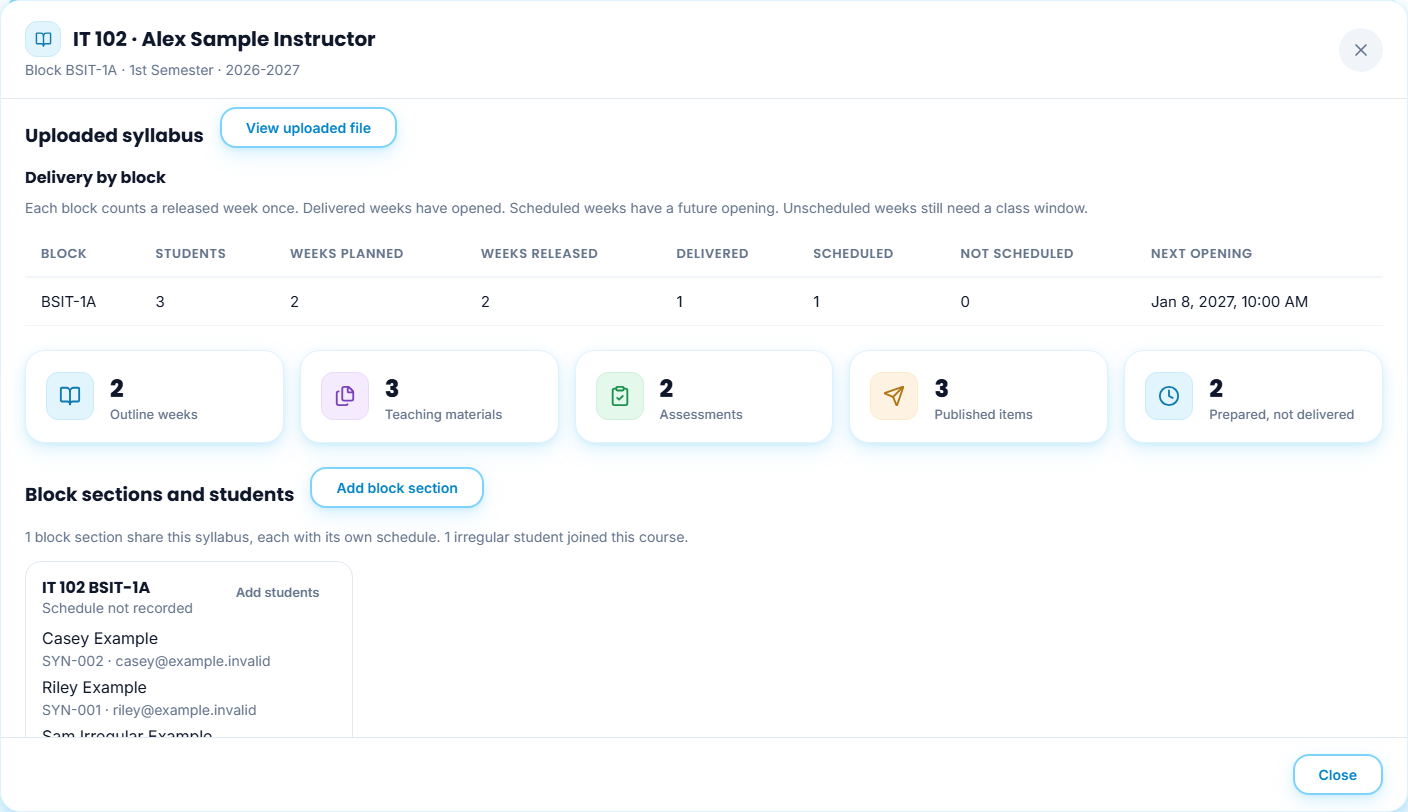 IT 102 · Alex Sample Instructor
Block BSIT-1A · 1st Semester · 2026-2027
Uploaded syllabus
View uploaded file
Delivery by block
Each block counts a released week once. Delivered weeks have opened. Scheduled weeks have a future opening. Unscheduled weeks still need a class window.
BLOCK STUDENTS WEEKS PLANNED WEEKS RELEASED DELIVERED SCHEDULED NOT SCHEDULED NEXT OPENING
BSIT-1A 3 2 2 1 1 0 Jan 8, 2027, 10:00 AM
2
Outline weeks
3
Teaching materials
2
Assessments
3
Published items
2
Prepared, not delivered
Block sections and students
Add block section
1 block section share this syllabus, each with its own schedule. 1 irregular student joined this course.
IT 102 BSIT-1A
Add students
Schedule not recorded
Casey Example
SYN-002 · casey@example.invalid
Riley Example
SYN-001 · riley@example.invalid
Sam Irregular Example
Close